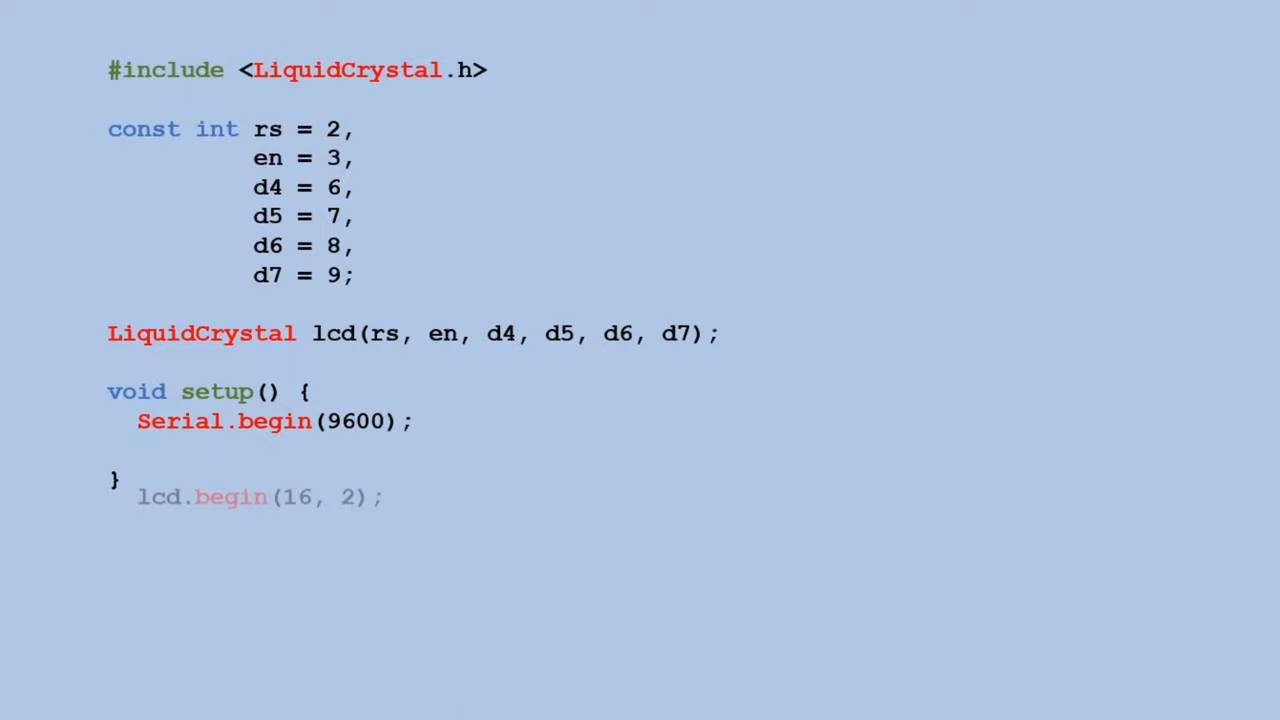 #include <LiquidCrystal.h>
const int rs = 2,
en = 3,
d4 = 6,
d5 = 7,
d6 = 8,
d7 = 9;
LiquidCrystal lcd(rs, en, d4, d5, d6, d7);
void setup() {
Serial.begin(9600);
}
lcd.begin(16, 2);